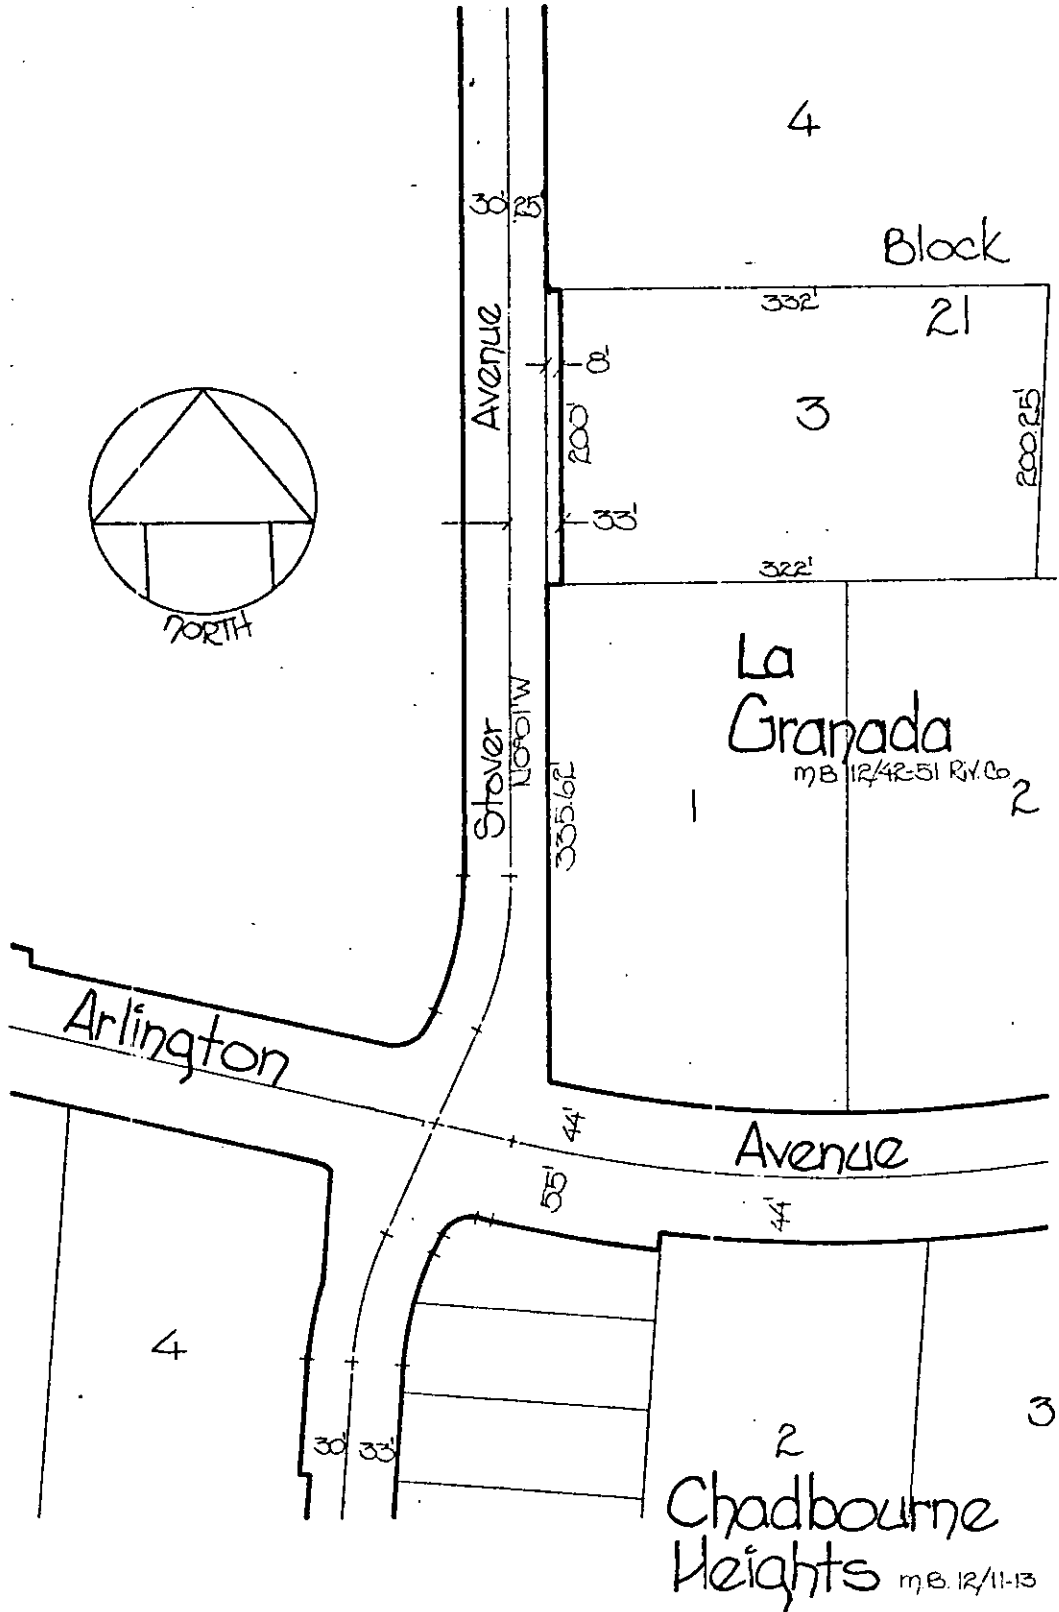 4
30' 25'
Block
21
332'
Avenue
8'
3
200'
200.25'
33'
322'
NORTH
La
Granada
MB 12/42-51 Riv. Co.
Stover
N0°01'W
335.62'
1
2
Arlington
44'
Avenue
55'
44'
4
30' 33'
2
3
Chadbourne
Heights M.B. 12/11-13